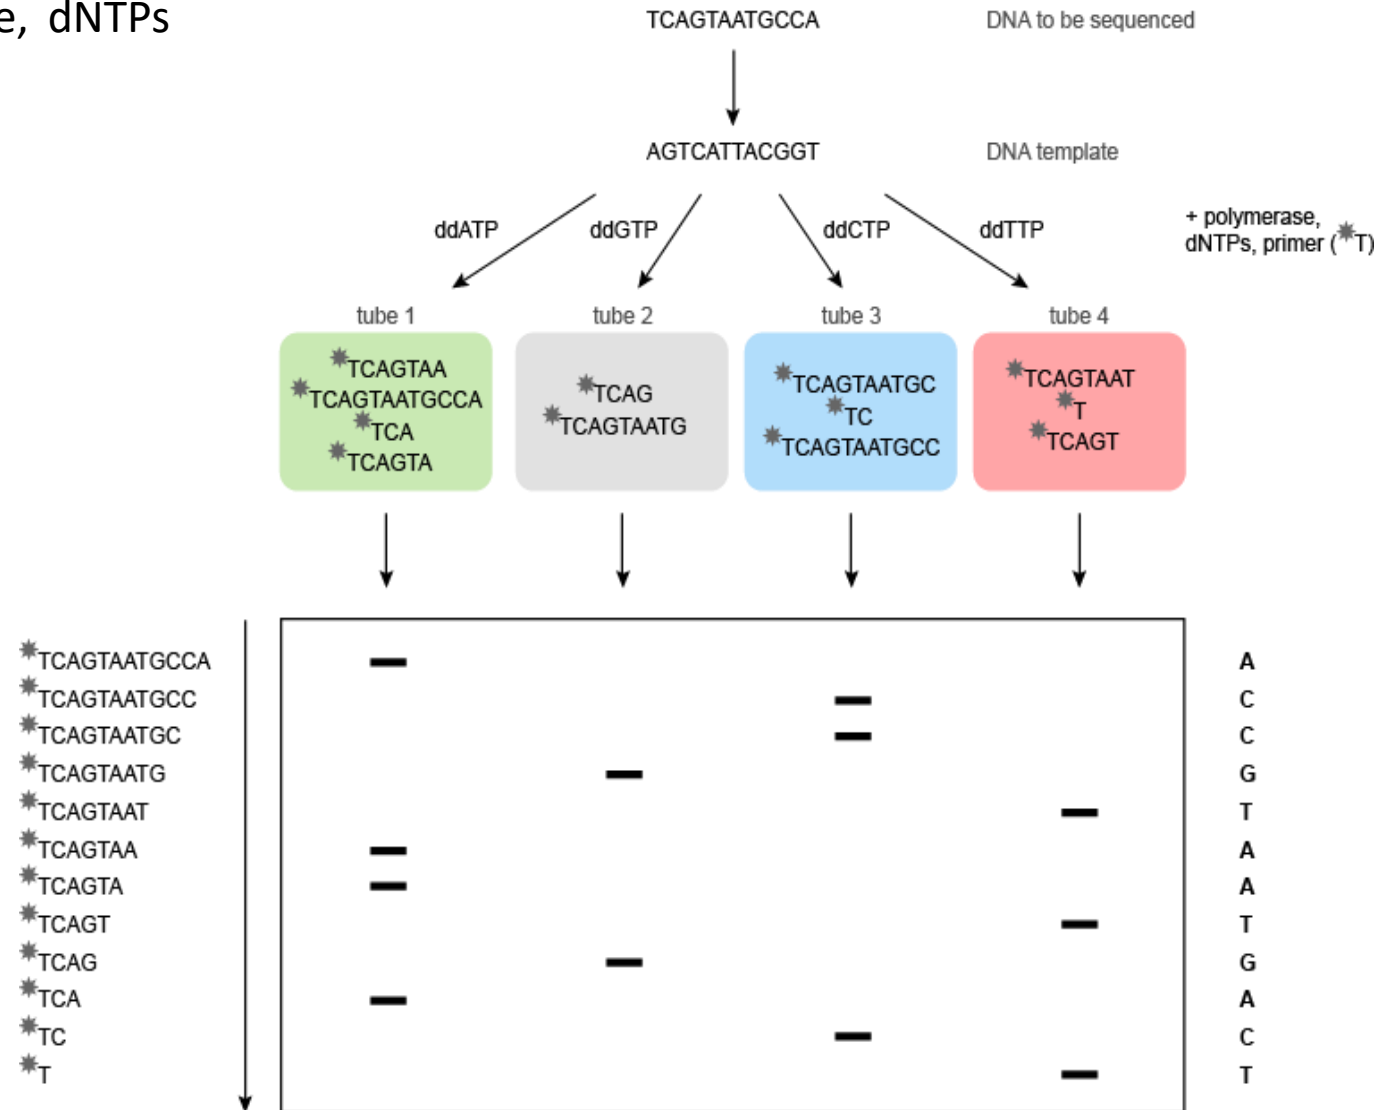 e, dNTPs
TCAGTAATGCCA DNA to be sequenced
AGTCATTACGGT DNA template
ddATP ddGTP ddCTP ddTTP
+ polymerase,
dNTPs, primer (*T)
tube 1 tube 2 tube 3 tube 4
*TCAGTAA
*TCAGTAATGCCA
*TCA
*TCAGTA
*TCAG
*TCAGTAATG
*TCAGTAATGC
*TC
*TCAGTAATGCC
*TCAGTAAT
*T
*TCAGT
*TCAGTAATGCCA A
*TCAGTAATGCC C
*TCAGTAATGC C
*TCAGTAATG G
*TCAGTAAT T
*TCAGTAA A
*TCAGTA A
*TCAGT T
*TCAG G
*TCA A
*TC C
*T T